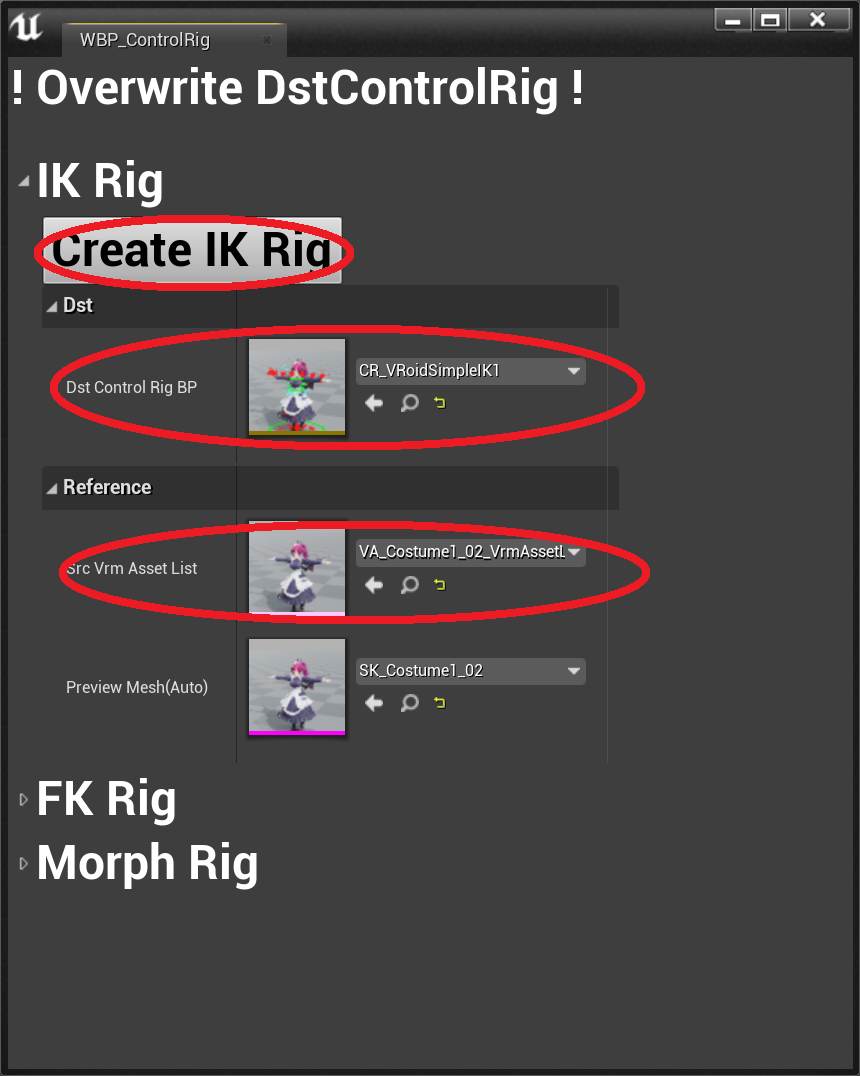 WBP_ControlRig
! Overwrite DstControlRig !
IK Rig
Create IK Rig
Dst
Dst Control Rig BP
CR_VRoidSimpleIK1
Reference
Src Vrm Asset List
VA_Costume1_02_VrmAssetL
Preview Mesh(Auto)
SK_Costume1_02
FK Rig
Morph Rig